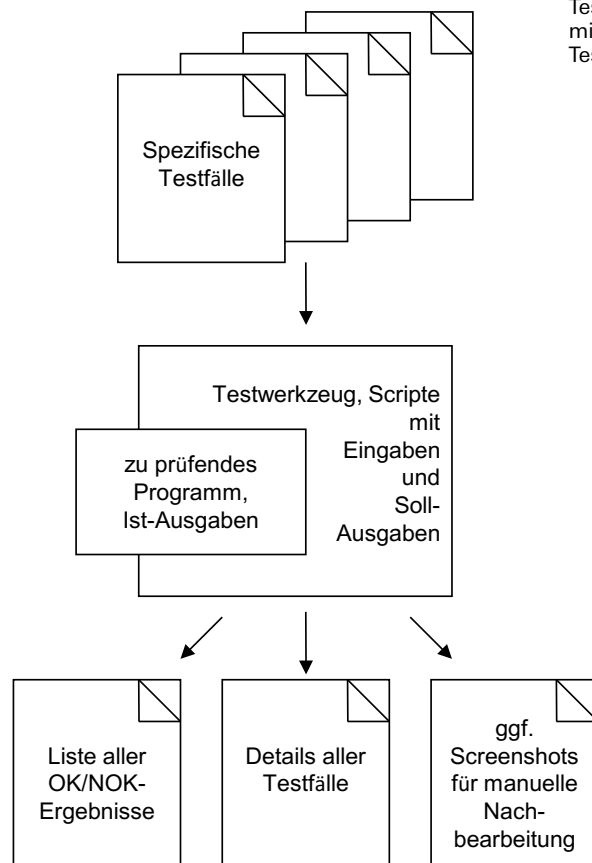 Spezifische
Testfälle
Testwerkzeug, Scripte
mit
Eingaben
und
Soll-
Ausgaben
zu prüfendes
Programm,
Ist-Ausgaben
Liste aller
OK/NOK-
Ergebnisse
Details aller
Testfälle
ggf.
Screenshots
für manuelle
Nach-
bearbeitung